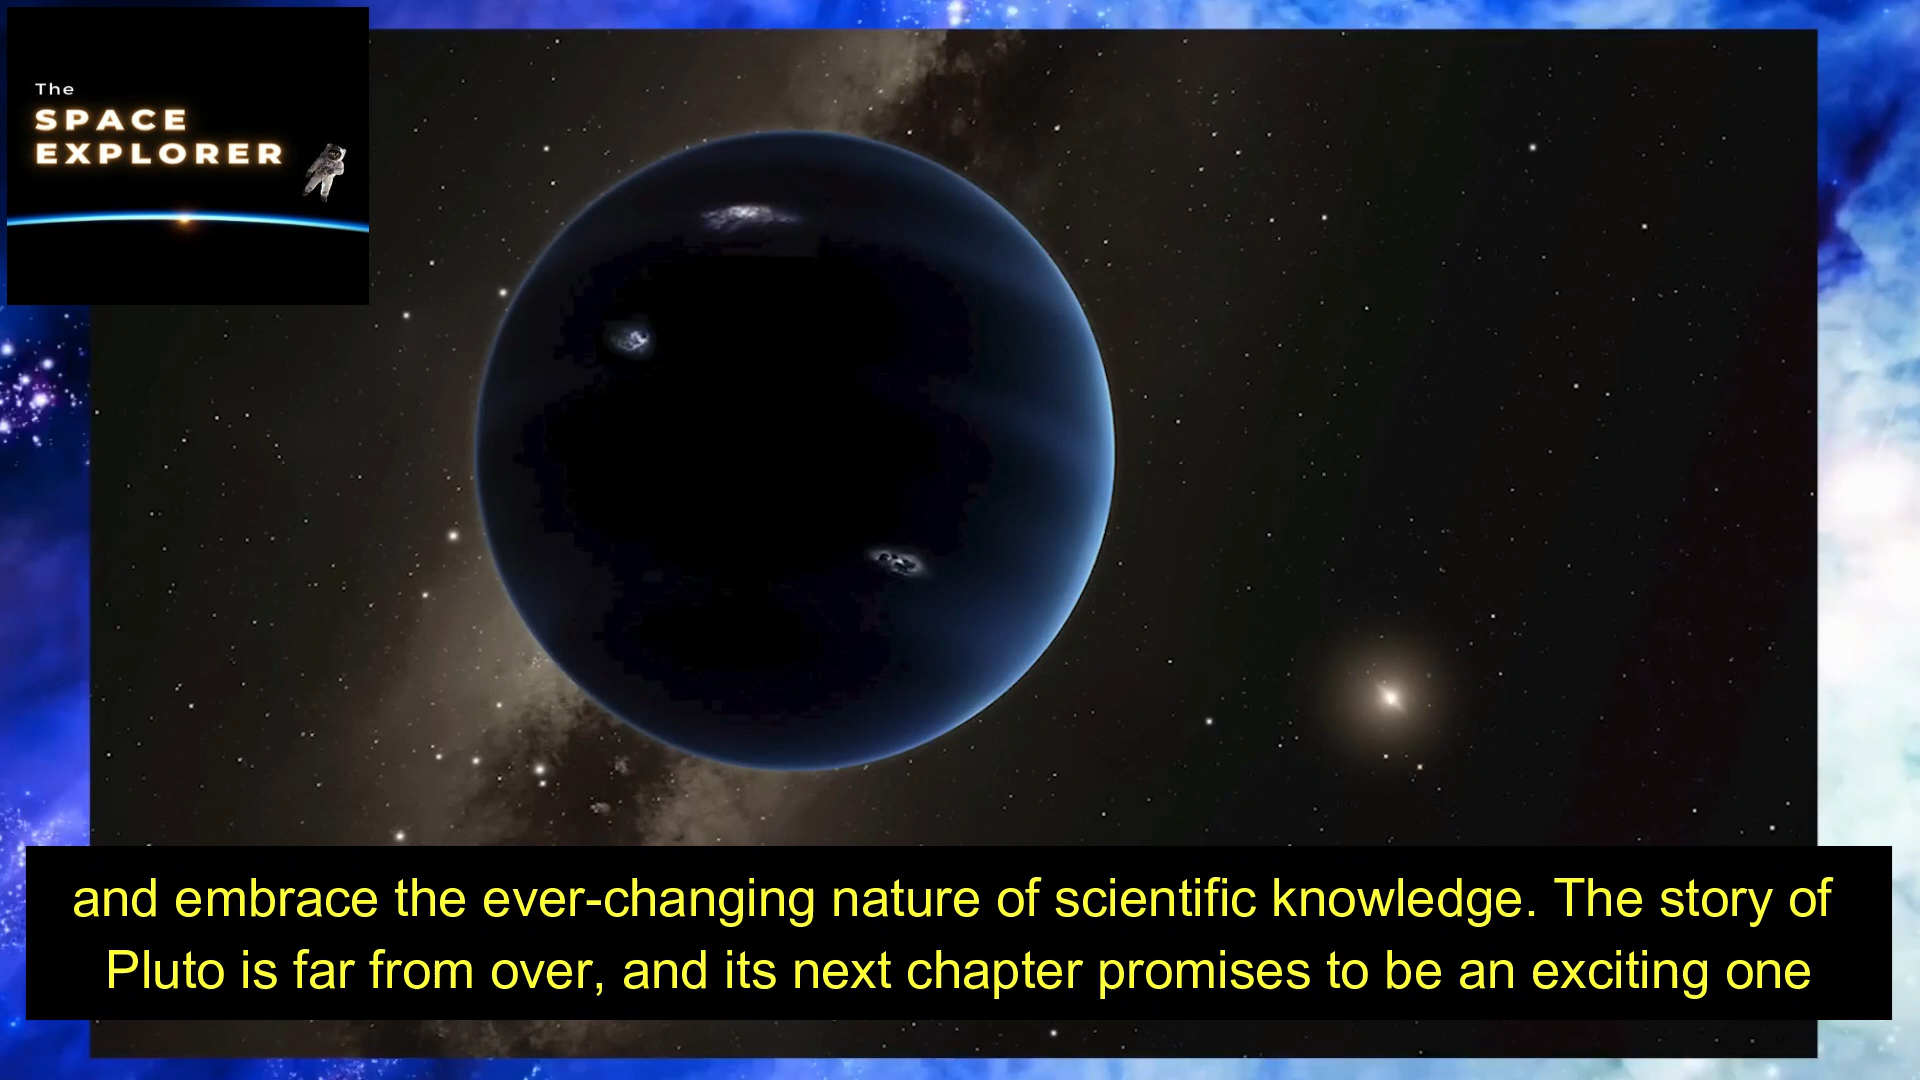 The
SPACE
EXPLORER
and embrace the ever-changing nature of scientific knowledge. The story of
Pluto is far from over, and its next chapter promises to be an exciting one